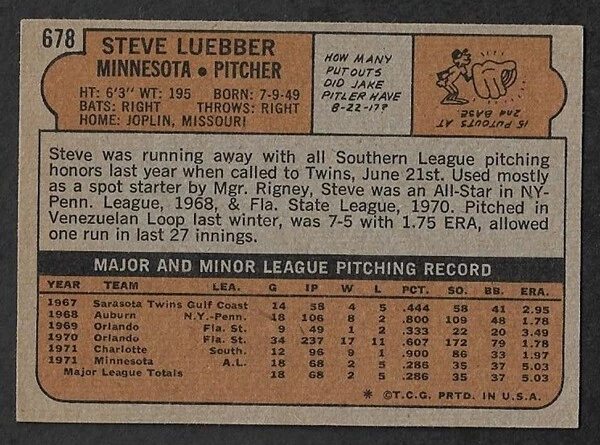 678
STEVE LUEBBER
MINNESOTA • PITCHER
HT: 6'3" WT: 195 BORN: 7-9-49
BATS: RIGHT THROWS: RIGHT
HOME: JOPLIN, MISSOURI
HOW MANY
PUTOUTS
DID JAKE
PITLER HAVE
8-22-17?
15 PUTOUTS AT
2nd BASE
Steve was running away with all Southern League pitching
honors last year when called to Twins, June 21st. Used mostly
as a spot starter by Mgr. Rigney, Steve was an All-Star in NY-
Penn. League, 1968, & Fla. State League, 1970. Pitched in
Venezuelan Loop last winter, was 7-5 with 1.75 ERA, allowed
one run in last 27 innings.
MAJOR AND MINOR LEAGUE PITCHING RECORD
YEAR TEAM LEA. G IP W L PCT. SO. BB. ERA.
1967 Sarasota Twins Gulf Coast 14 58 4 5 .444 58 41 2.95
1968 Auburn N.Y.-Penn. 18 106 8 2 .800 109 48 1.78
1969 Orlando Fla. St. 9 49 1 2 .333 22 20 3.49
1970 Orlando Fla. St. 34 237 17 11 .607 172 79 1.78
1971 Charlotte South. 12 96 9 1 .900 86 33 1.97
1971 Minnesota A.L. 18 68 2 5 .286 35 37 5.03
Major League Totals 18 68 2 5 .286 35 37 5.03
* ©T.C.G. PRTD. IN U.S.A.